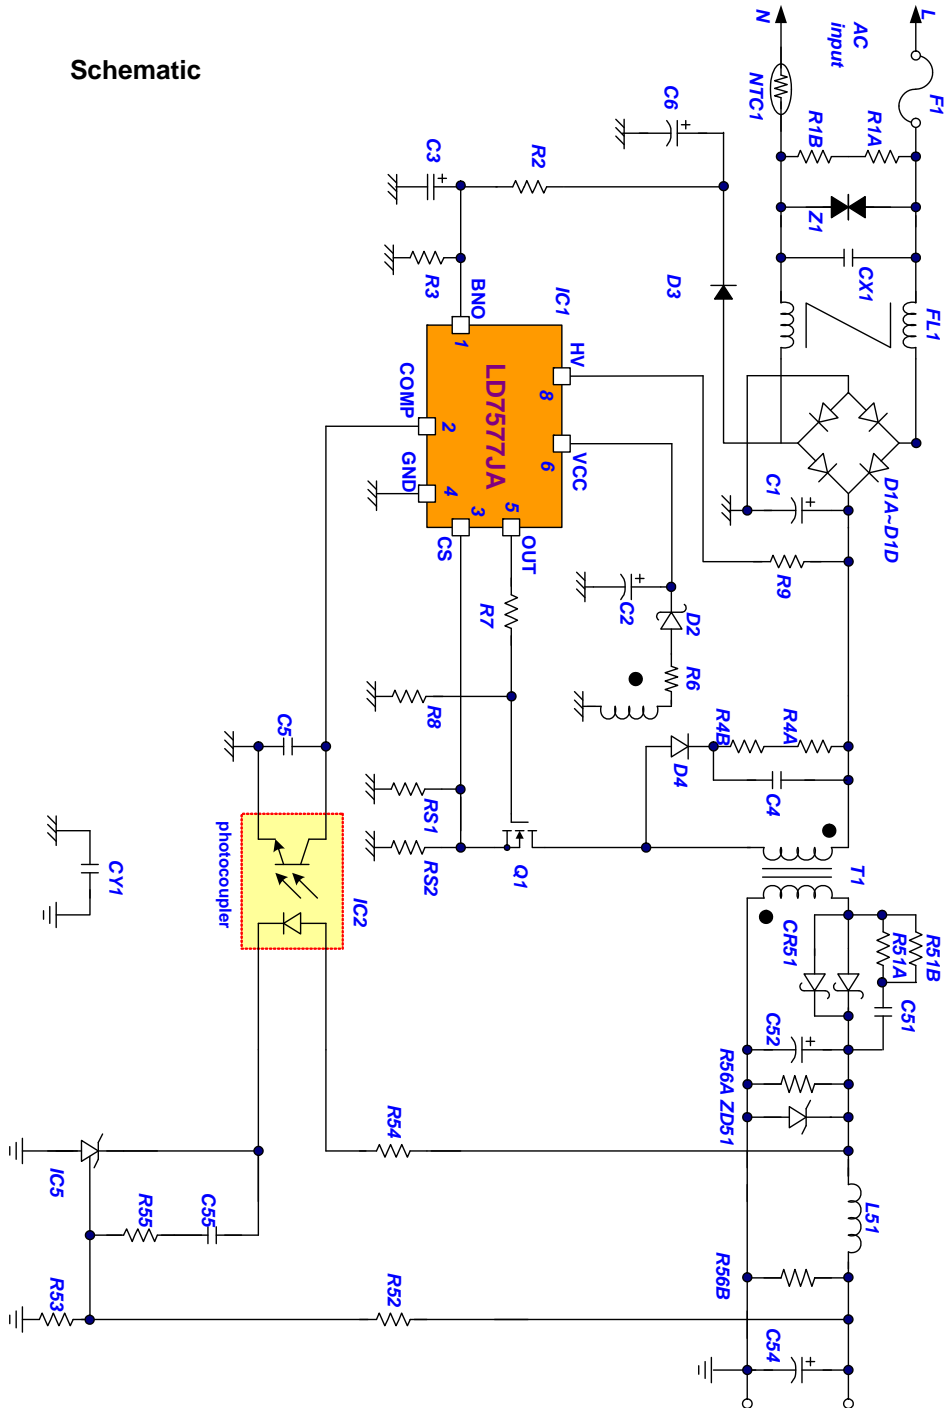 Schematic
L
N
AC
input
F1
NTC1
R1A
R1B
Z1
CX1
FL1
D1A~D1D
C6
C3
R2
R3
D3
C1
R9
IC1
BNO
1
HV
8
COMP
2
LD7577JA
6
VCC
GND
4
3
CS
5
OUT
R7
C2
D2
R6
R8
R4A
R4B
C4
D4
C5
RS1
RS2
Q1
T1
CY1
photocoupler
IC2
CR51
R51A
R51B
C51
C52
R56A
ZD51
R54
L51
IC5
R55
C55
R56B
R53
R52
C54